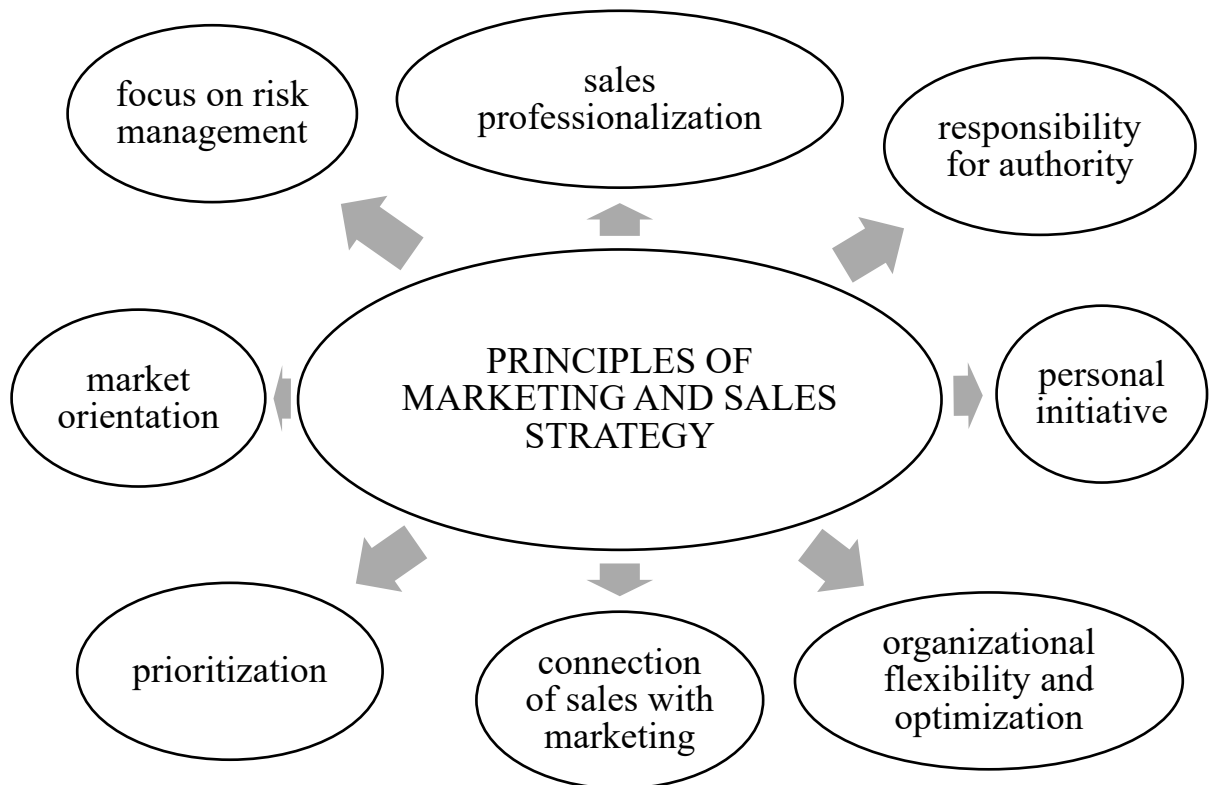 focus on risk
management
sales
professionalization
responsibility
for authority
market
orientation
PRINCIPLES OF
MARKETING AND SALES
STRATEGY
personal
initiative
prioritization
connection
of sales with
marketing
organizational
flexibility and
optimization